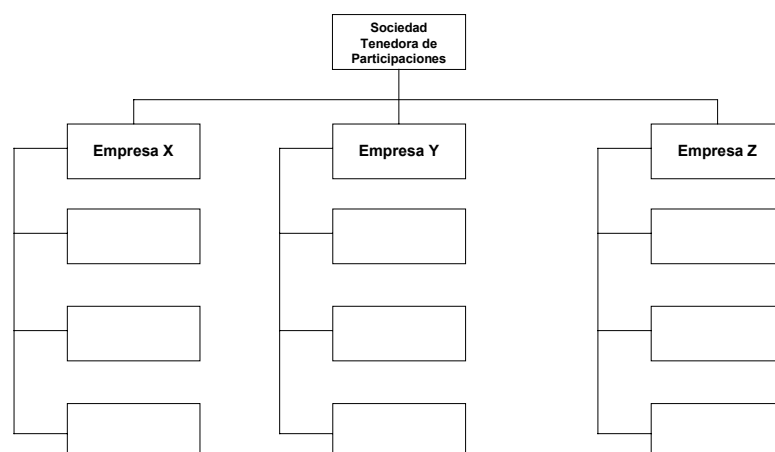 Sociedad
Tenedora de
Participaciones
Empresa X
Empresa Y
Empresa Z